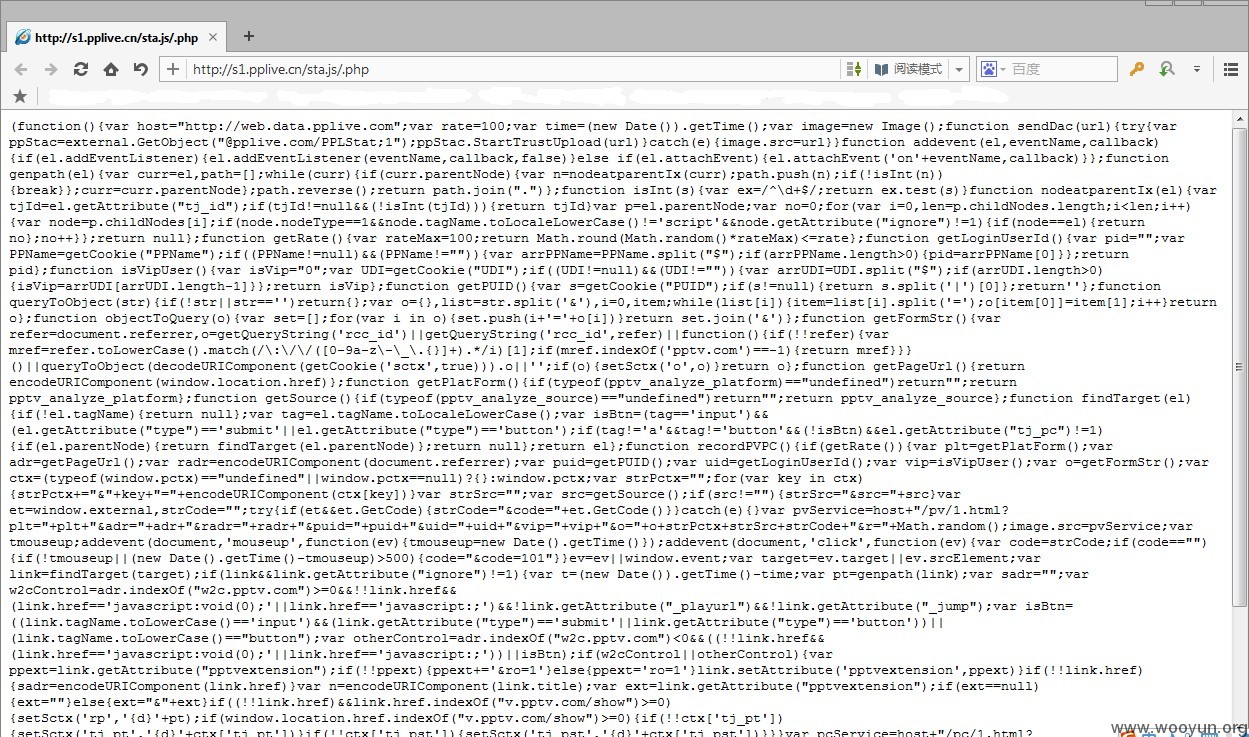 http://s1.pplive.cn/sta.js/.php
http://s1.pplive.cn/sta.js/.php
阅读模式
百度
(function(){var host="http://web.data.pplive.com";var rate=100;var time=(new Date()).getTime();var image=new Image();function sendDac(url){try{var
ppStac=external.GetObject("@pplive.com/PPLStat;1");ppStac.StartTrustUpload(url)}catch(e){image.src=url}}function addevent(el,eventName,callback)
{if(el.addEventListener){el.addEventListener(eventName,callback,false)}else if(el.attachEvent){el.attachEvent('on'+eventName,callback)}};function
genpath(el){var curr=el,path=[];while(curr){if(curr.parentNode){var n=nodeatparentIx(curr);path.push(n);if(!isInt(n))
{break}};curr=curr.parentNode};path.reverse();return path.join(".")};function isInt(s){var ex=/^\d+$/;return ex.test(s)}function nodeatparentIx(el){var
tjId=el.getAttribute("tj_id");if(tjId!=null&&(!isInt(tjId))){return tjId}var p=el.parentNode;var no=0;for(var i=0,len=p.childNodes.length;i<len;i++)
{var node=p.childNodes[i];if(node.nodeType==1&&node.tagName.toLocaleLowerCase()!='script'&&node.getAttribute("ignore")!=1){if(node==el){return
no};no++}};return null};function getRate(){var rateMax=100;return Math.round(Math.random()*rateMax)<=rate};function getLoginUserId(){var pid="";var
PPName=getCookie("PPName");if((PPName!=null)&&(PPName!="")){var arrPPName=PPName.split("$");if(arrPPName.length>0){pid=arrPPName[0]}};return
pid};function isVipUser(){var isVip="0";var UDI=getCookie("UDI");if((UDI!=null)&&(UDI!="")){var arrUDI=UDI.split("$");if(arrUDI.length>0)
{isVip=arrUDI[arrUDI.length-1]}};return isVip};function getPUID(){var s=getCookie("PUID");if(s!=null){return s.split('|')[0]};return''};function
queryToObject(str){if(!str||str=='')return{};var o={},list=str.split('&'),i=0,item;while(list[i]){item=list[i].split('=');o[item[0]]=item[1];i++}return
o};function objectToQuery(o){var set=[];for(var i in o){set.push(i+'='+o[i])}return set.join('&')};function getFormStr(){var
refer=document.referrer,o=getQueryString('rcc_id')||getQueryString('rcc_id',refer)||function(){if(!!refer){var
mref=refer.toLowerCase().match(/\:\/\/([0-9a-z\-\_\.{}]+).*/i)[1];if(mref.indexOf('pptv.com')==-1){return mref}}}
()||queryToObject(decodeURIComponent(getCookie('sctx',true))).o||'';if(o){setSctx('o',o)}return o};function getPageUrl(){return
encodeURIComponent(window.location.href)};function getPlatForm(){if(typeof(pptv_analyze_platform)=="undefined")return"";return
pptv_analyze_platform};function getSource(){if(typeof(pptv_analyze_source)=="undefined")return"";return pptv_analyze_source};function findTarget(el)
{if(!el.tagName){return null};var tag=el.tagName.toLocaleLowerCase();var isBtn=(tag=='input')&&
(el.getAttribute("type")=='submit'||el.getAttribute("type")=='button');if(tag!='a'&&tag!='button'&&(!isBtn)&&el.getAttribute("tj_pc")!=1)
{if(el.parentNode){return findTarget(el.parentNode)};return null};return el};function recordPVPC(){if(getRate()){var plt=getPlatForm();var
adr=getPageUrl();var radr=encodeURIComponent(document.referrer);var puid=getPUID();var uid=getLoginUserId();var vip=isVipUser();var o=getFormStr();var
ctx=(typeof(window.pctx)=="undefined"||window.pctx==null)?{}:window.pctx;var strPctx="";for(var key in ctx)
{strPctx+="&"+key+"="+encodeURIComponent(ctx[key])}var strSrc="";var src=getSource();if(src!=""){strSrc="&src="+src}var
et=window.external,strCode="";try{if(et&&et.GetCode){strCode="&code="+et.GetCode()}}catch(e){}var pvService=host+"/pv/1.html?
plt="+plt+"&adr="+adr+"&radr="+radr+"&puid="+puid+"&uid="+uid+"&vip="+vip+"&o="+o+strPctx+strSrc+strCode+"&r="+Math.random();image.src=pvService;var
tmouseup;addevent(document,'mouseup',function(ev){tmouseup=new Date().getTime()});addevent(document,'click',function(ev){var code=strCode;if(code=="")
{if(!tmouseup||(new Date().getTime()-tmouseup)>500){code="&code=101"}}ev=ev||window.event;var target=ev.target||ev.srcElement;var
link=findTarget(target);if(link&&link.getAttribute("ignore")!=1){var t=(new Date()).getTime()-time;var pt=genpath(link);var sadr="";var
w2cControl=adr.indexOf("w2c.pptv.com")>=0&&!!link.href&&
(link.href=='javascript:void(0);'||link.href=='javascript:;')&&!link.getAttribute("_playurl")&&!link.getAttribute("_jump");var isBtn=
((link.tagName.toLowerCase()=='input')&&(link.getAttribute("type")=='submit'||link.getAttribute("type")=='button'))||
(link.tagName.toLowerCase()=="button");var otherControl=adr.indexOf("w2c.pptv.com")<0&&((!!link.href&&
(link.href=='javascript:void(0);'||link.href=='javascript:;'))||isBtn);if(w2cControl||otherControl){var
ppext=link.getAttribute("pptvextension");if(!!ppext){ppext+='&ro=1'}else{ppext='ro=1'}link.setAttribute('pptvextension',ppext)}if(!!link.href)
{sadr=encodeURIComponent(link.href)}var n=encodeURIComponent(link.title);var ext=link.getAttribute("pptvextension");if(ext==null)
{ext=""}else{ext="&"+ext}if((!!link.href)&&link.href.indexOf("v.pptv.com/show")>=0)
{setSctx('rp','{d}'+pt);if(window.location.href.indexOf("v.pptv.com/show")>=0){if(!!ctx['tj_pt'])
{setSctx('tj_pt','{d}'+ctx['tj_pt'])}if(!!ctx['tj_pst']){setSctx('tj_pst','{d}'+ctx['tj_pst'])}}}var pcService=host+"/pc/1.html?
www.wooyun.org